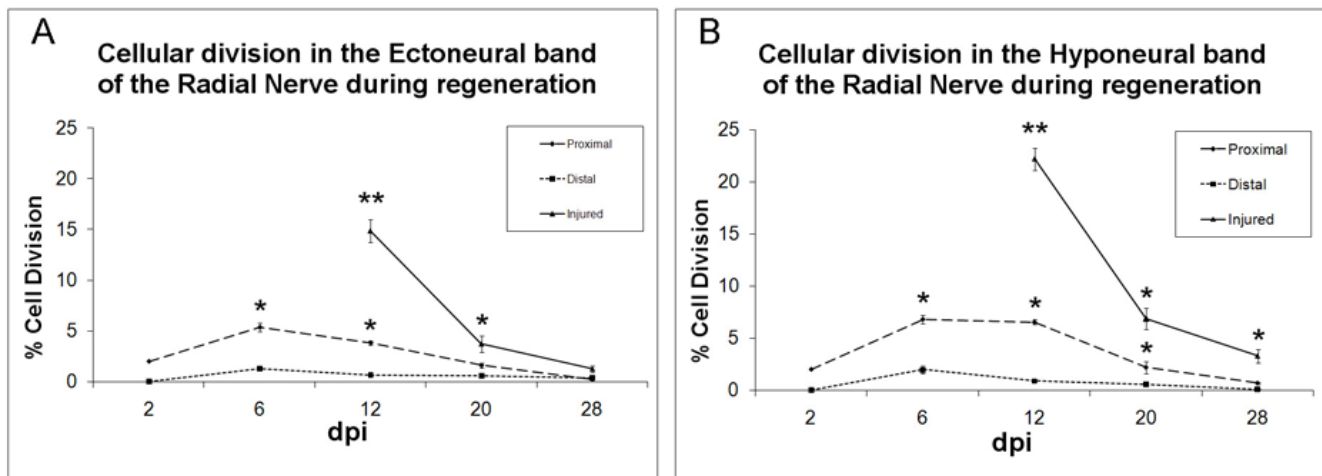 A
Cellular division in the Ectoneural band
of the Radial Nerve during regeneration
25
20
15
10
5
0
% Cell Division
Proximal
Distal
Injured
**
*
*
*
2 6 12 20 28
dpi
B
Cellular division in the Hyponeural band
of the Radial Nerve during regeneration
25
20
15
10
5
0
% Cell Division
Proximal
Distal
Injured
**
*
*
*
*
*
2 6 12 20 28
dpi